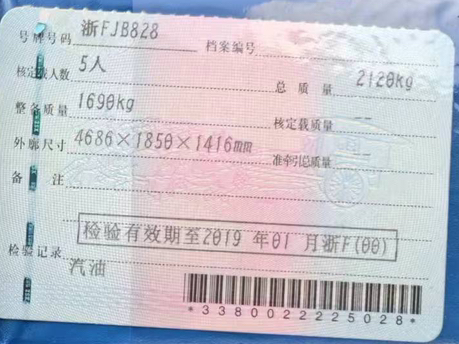 号牌号码 浙FJB828 档案编号
核定载人数 5人 总质量 2120kg
整备质量 1690kg 核定载质量 --
外廓尺寸 4686×1850×1416mm 准牵引总质量 --
备注
检验有效期至2019年01月浙F(00)
检验记录
汽油
*3380022225028*